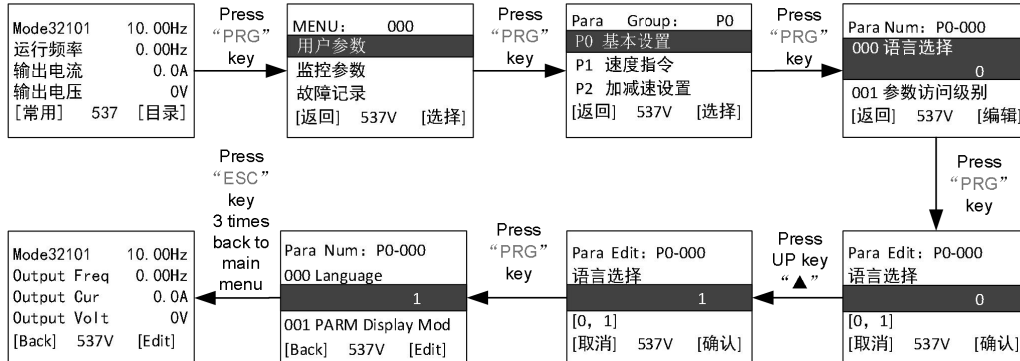 Mode32101 10.00Hz
运行频率 0.00Hz
输出电流 0.0A
输出电压 0V
[常用] 537 [目录]
Press
“PRG”
key
MENU: 000
用户参数
监控参数
故障记录
[返回] 537V [选择]
Press
“PRG”
key
Para Group: P0
P0 基本设置
P1 速度指令
P2 加减速设置
[返回] 537V [选择]
Press
“PRG”
key
Para Num: P0-000
000 语言选择
0
001 参数访问级别
[返回] 537V [编辑]
Press
“PRG”
key
Para Edit: P0-000
语言选择
0
[0, 1]
[取消] 537V [确认]
Press
UP key
“▲”
Para Edit: P0-000
语言选择
1
[0, 1]
[取消] 537V [确认]
Press
“PRG”
key
Para Num: P0-000
000 Language
1
001 PARM Display Mod
[Back] 537V [Edit]
Press
“ESC”
key
3 times
back to
main
menu
Mode32101 10.00Hz
Output Freq 0.00Hz
Output Cur 0.0A
Output Volt 0V
[Back] 537V [Edit]